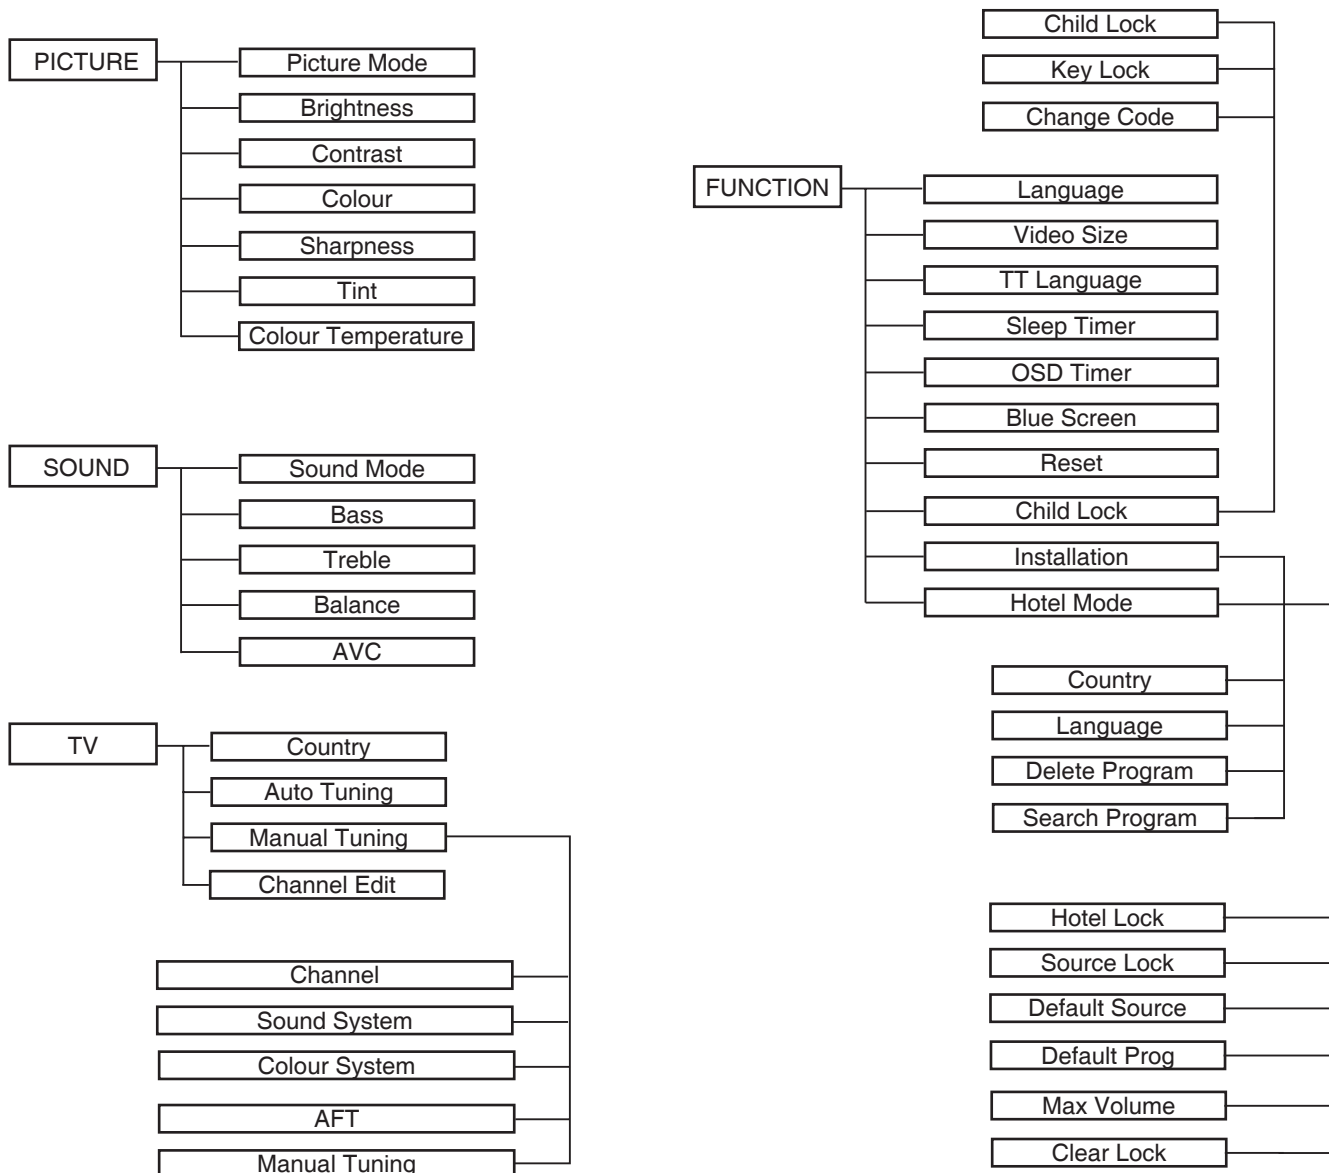 PICTURE
Picture Mode
Brightness
Contrast
Colour
Sharpness
Tint
Colour Temperature
SOUND
Sound Mode
Bass
Treble
Balance
AVC
TV
Country
Auto Tuning
Manual Tuning
Channel Edit
Channel
Sound System
Colour System
AFT
Manual Tuning
Child Lock
Key Lock
Change Code
FUNCTION
Language
Video Size
TT Language
Sleep Timer
OSD Timer
Blue Screen
Reset
Child Lock
Installation
Hotel Mode
Country
Language
Delete Program
Search Program
Hotel Lock
Source Lock
Default Source
Default Prog
Max Volume
Clear Lock